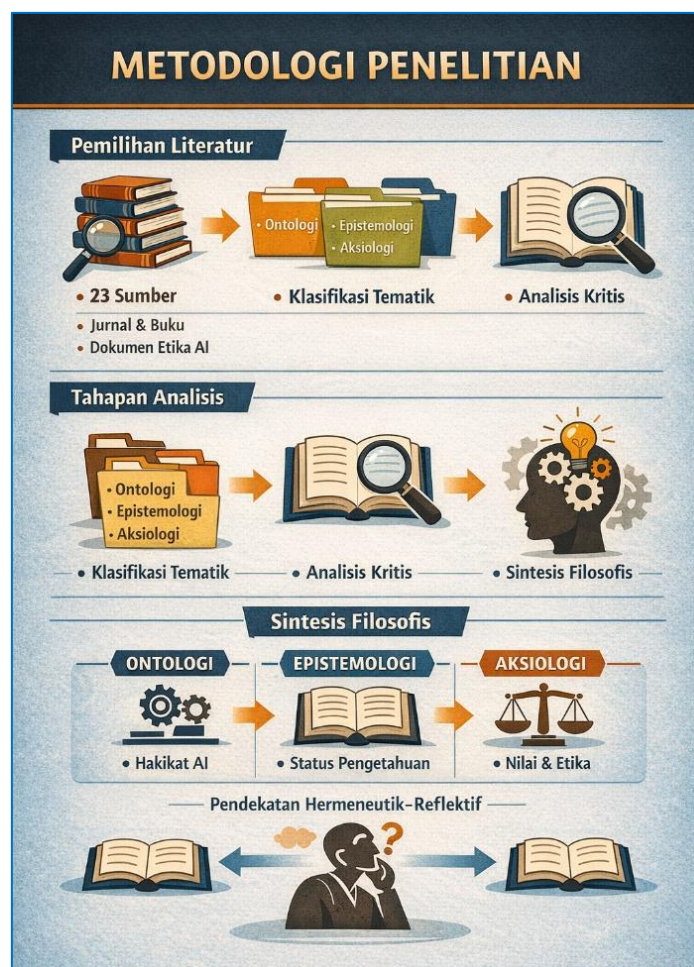 METODOLOGI PENELITIAN
Pemilihan Literatur
• Ontologi
• Epistemologi
• Aksiologi
• 23 Sumber
• Klasifikasi Tematik
• Analisis Kritis
• Jurnal & Buku
• Dokumen Etika AI
Tahapan Analisis
• Ontologi
• Epistemologi
• Aksiologi
• Klasifikasi Tematik
• Analisis Kritis
• Sintesis Filosofis
Sintesis Filosofis
ONTOLOGI
EPISTEMOLOGI
AKSIOLOGI
• Hakikat AI
• Status Pengetahuan
• Nilai & Etika
Pendekatan Hermeneutik-Reflektif
?